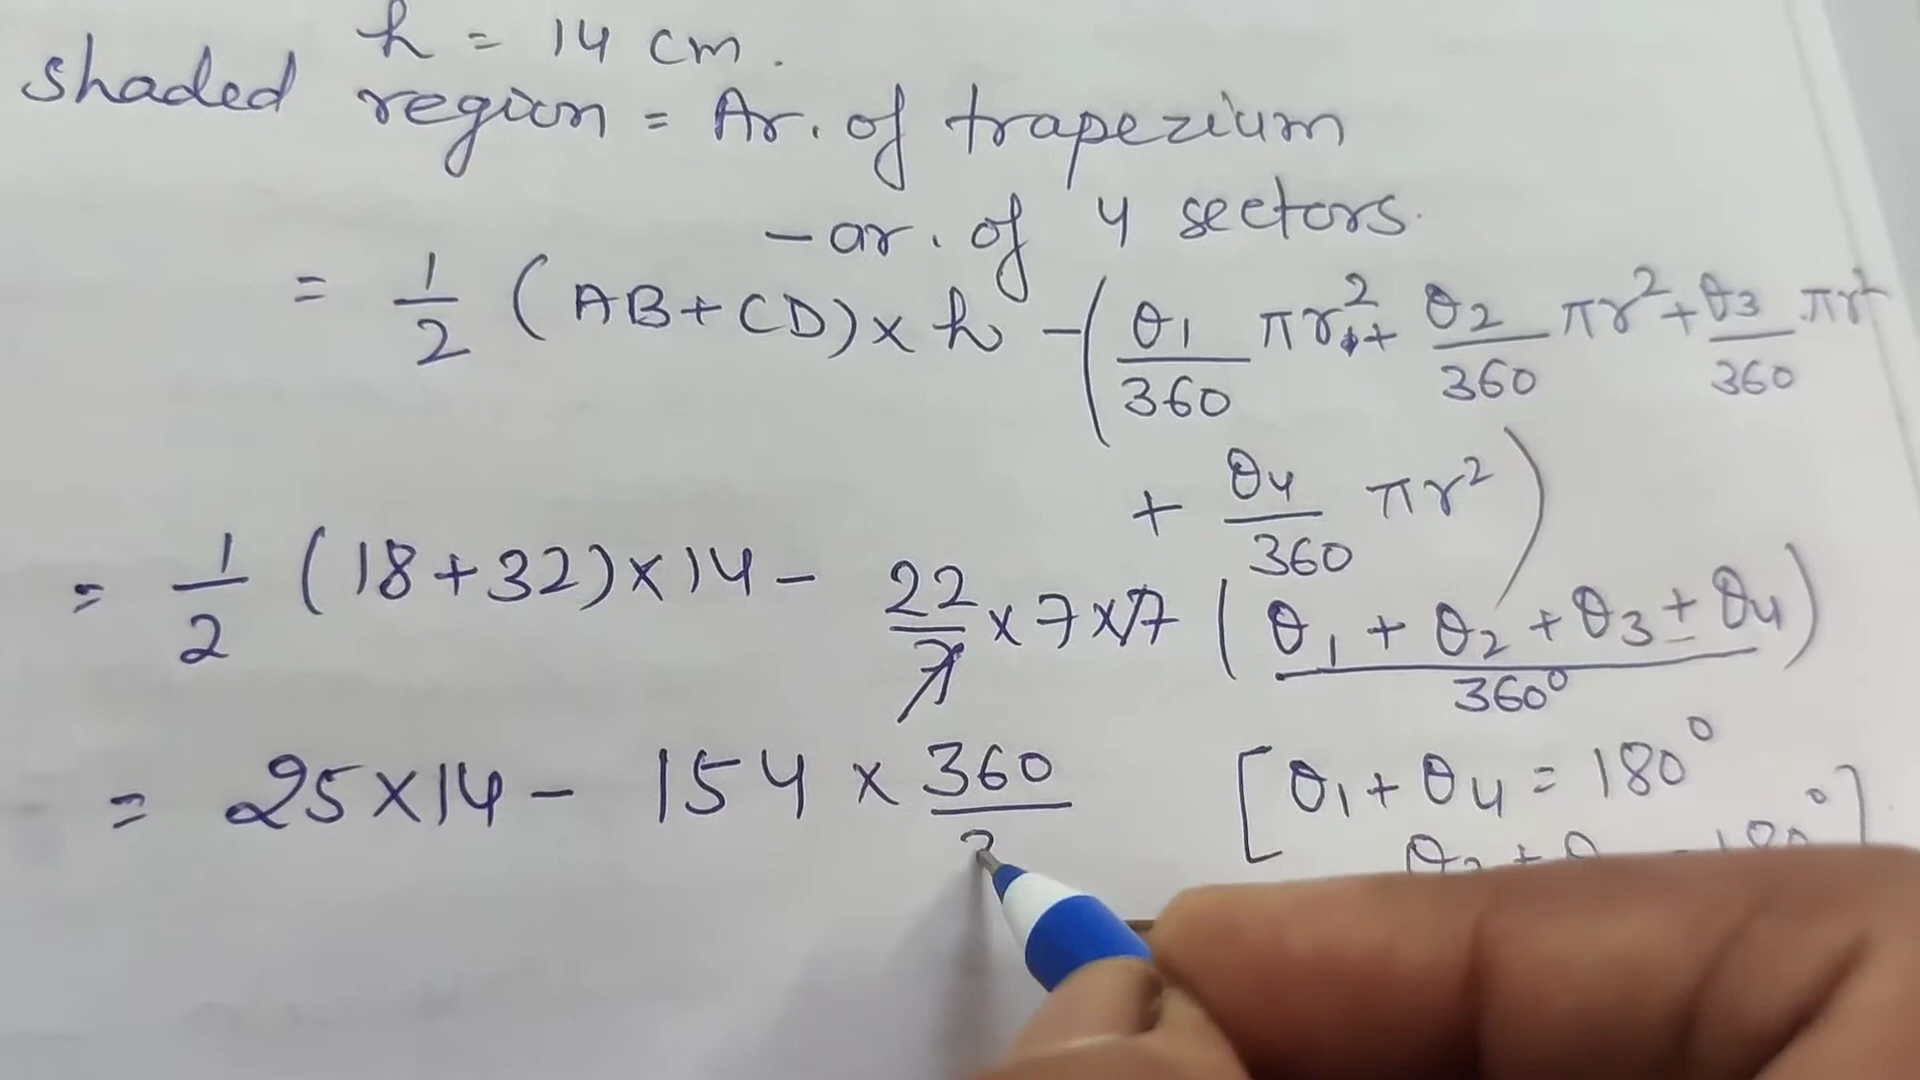 h = 14 cm.
shaded region = Ar. of trapezium
- ar. of 4 sectors.
= 1/2 (AB+CD) × h - (θ1/360 πr² + θ2/360 πr² + θ3/360 πr²
+ θ4/360 πr²)
= 1/2 (18+32) × 14 - 22/7 × 7 × 7 (θ1 + θ2 + θ3 + θ4/360°)
= 25×14 - 154 × 360/3 [θ1 + θ4 = 180°
180°]